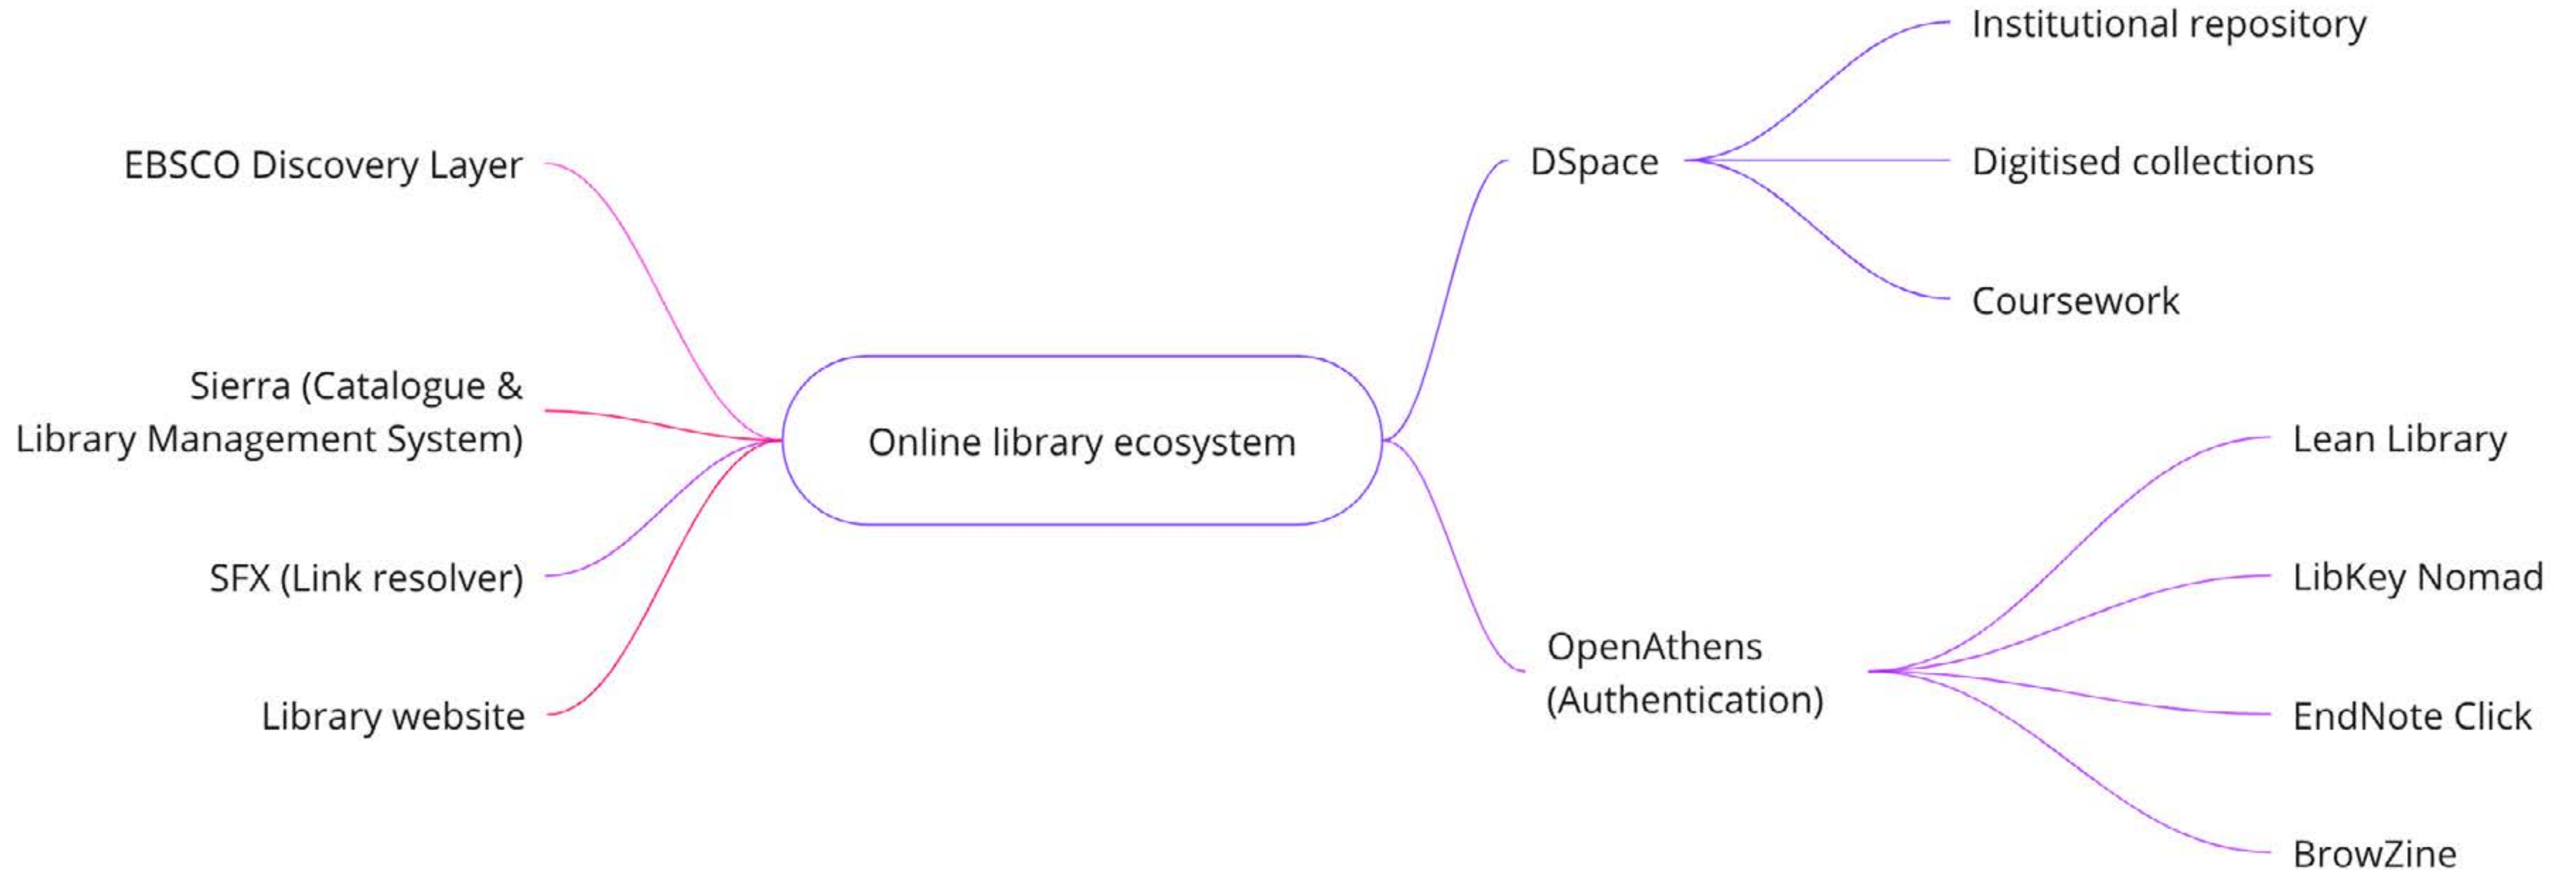 EBSCO Discovery Layer
Sierra (Catalogue &
Library Management System)
SFX (Link resolver)
Library website
Online library ecosystem
DSpace
Institutional repository
Digitised collections
Coursework
OpenAthens
(Authentication)
Lean Library
LibKey Nomad
EndNote Click
BrowZine